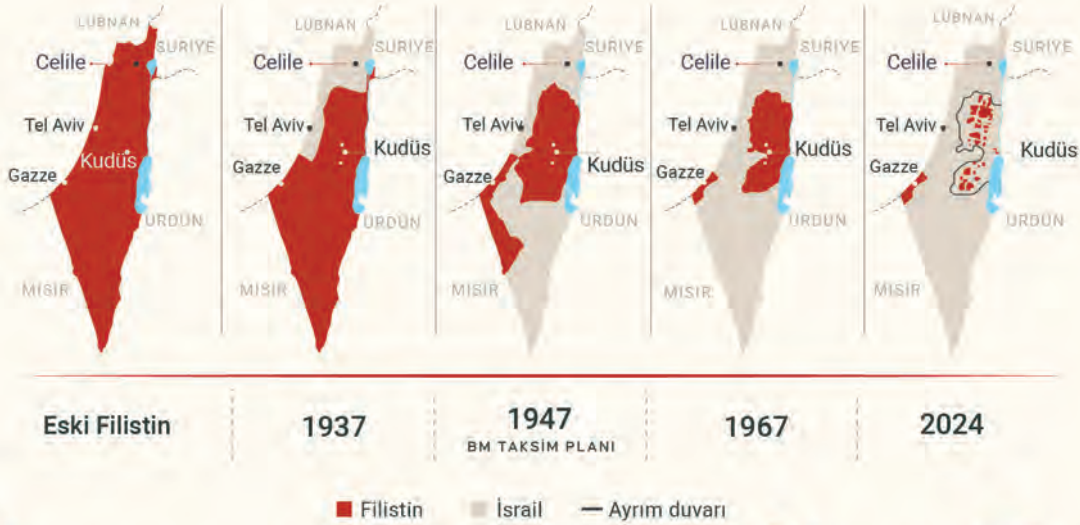 LÜBNAN
SURİYE
Celile
Tel Aviv
Kudüs
Gazze
ÜRDÜN
MISIR
LÜBNAN
SURİYE
Celile
Tel Aviv
Kudüs
Gazze
ÜRDÜN
MISIR
LÜBNAN
SURİYE
Celile
Tel Aviv
Kudüs
Gazze
ÜRDÜN
MISIR
LÜBNAN
SURİYE
Celile
Tel Aviv
Kudüs
Gazze
ÜRDÜN
MISIR
LÜBNAN
SURİYE
Celile
Tel Aviv
Kudüs
Gazze
ÜRDÜN
MISIR
Eski Filistin
1937
1947
BM TAKSİM PLANI
1967
2024
Filistin
İsrail
Ayrım duvarı